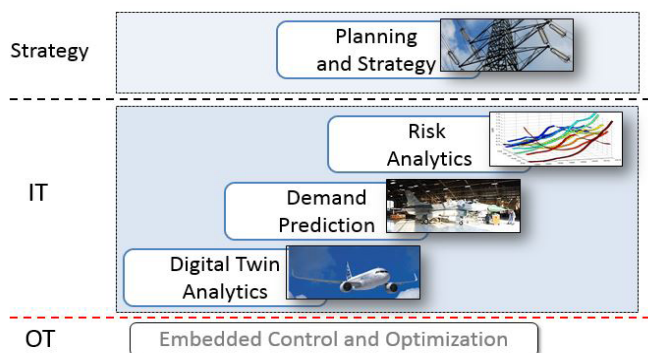 Strategy
Planning
and Strategy
IT
Risk
Analytics
Demand
Prediction
Digital Twin
Analytics
OT
Embedded Control and Optimization